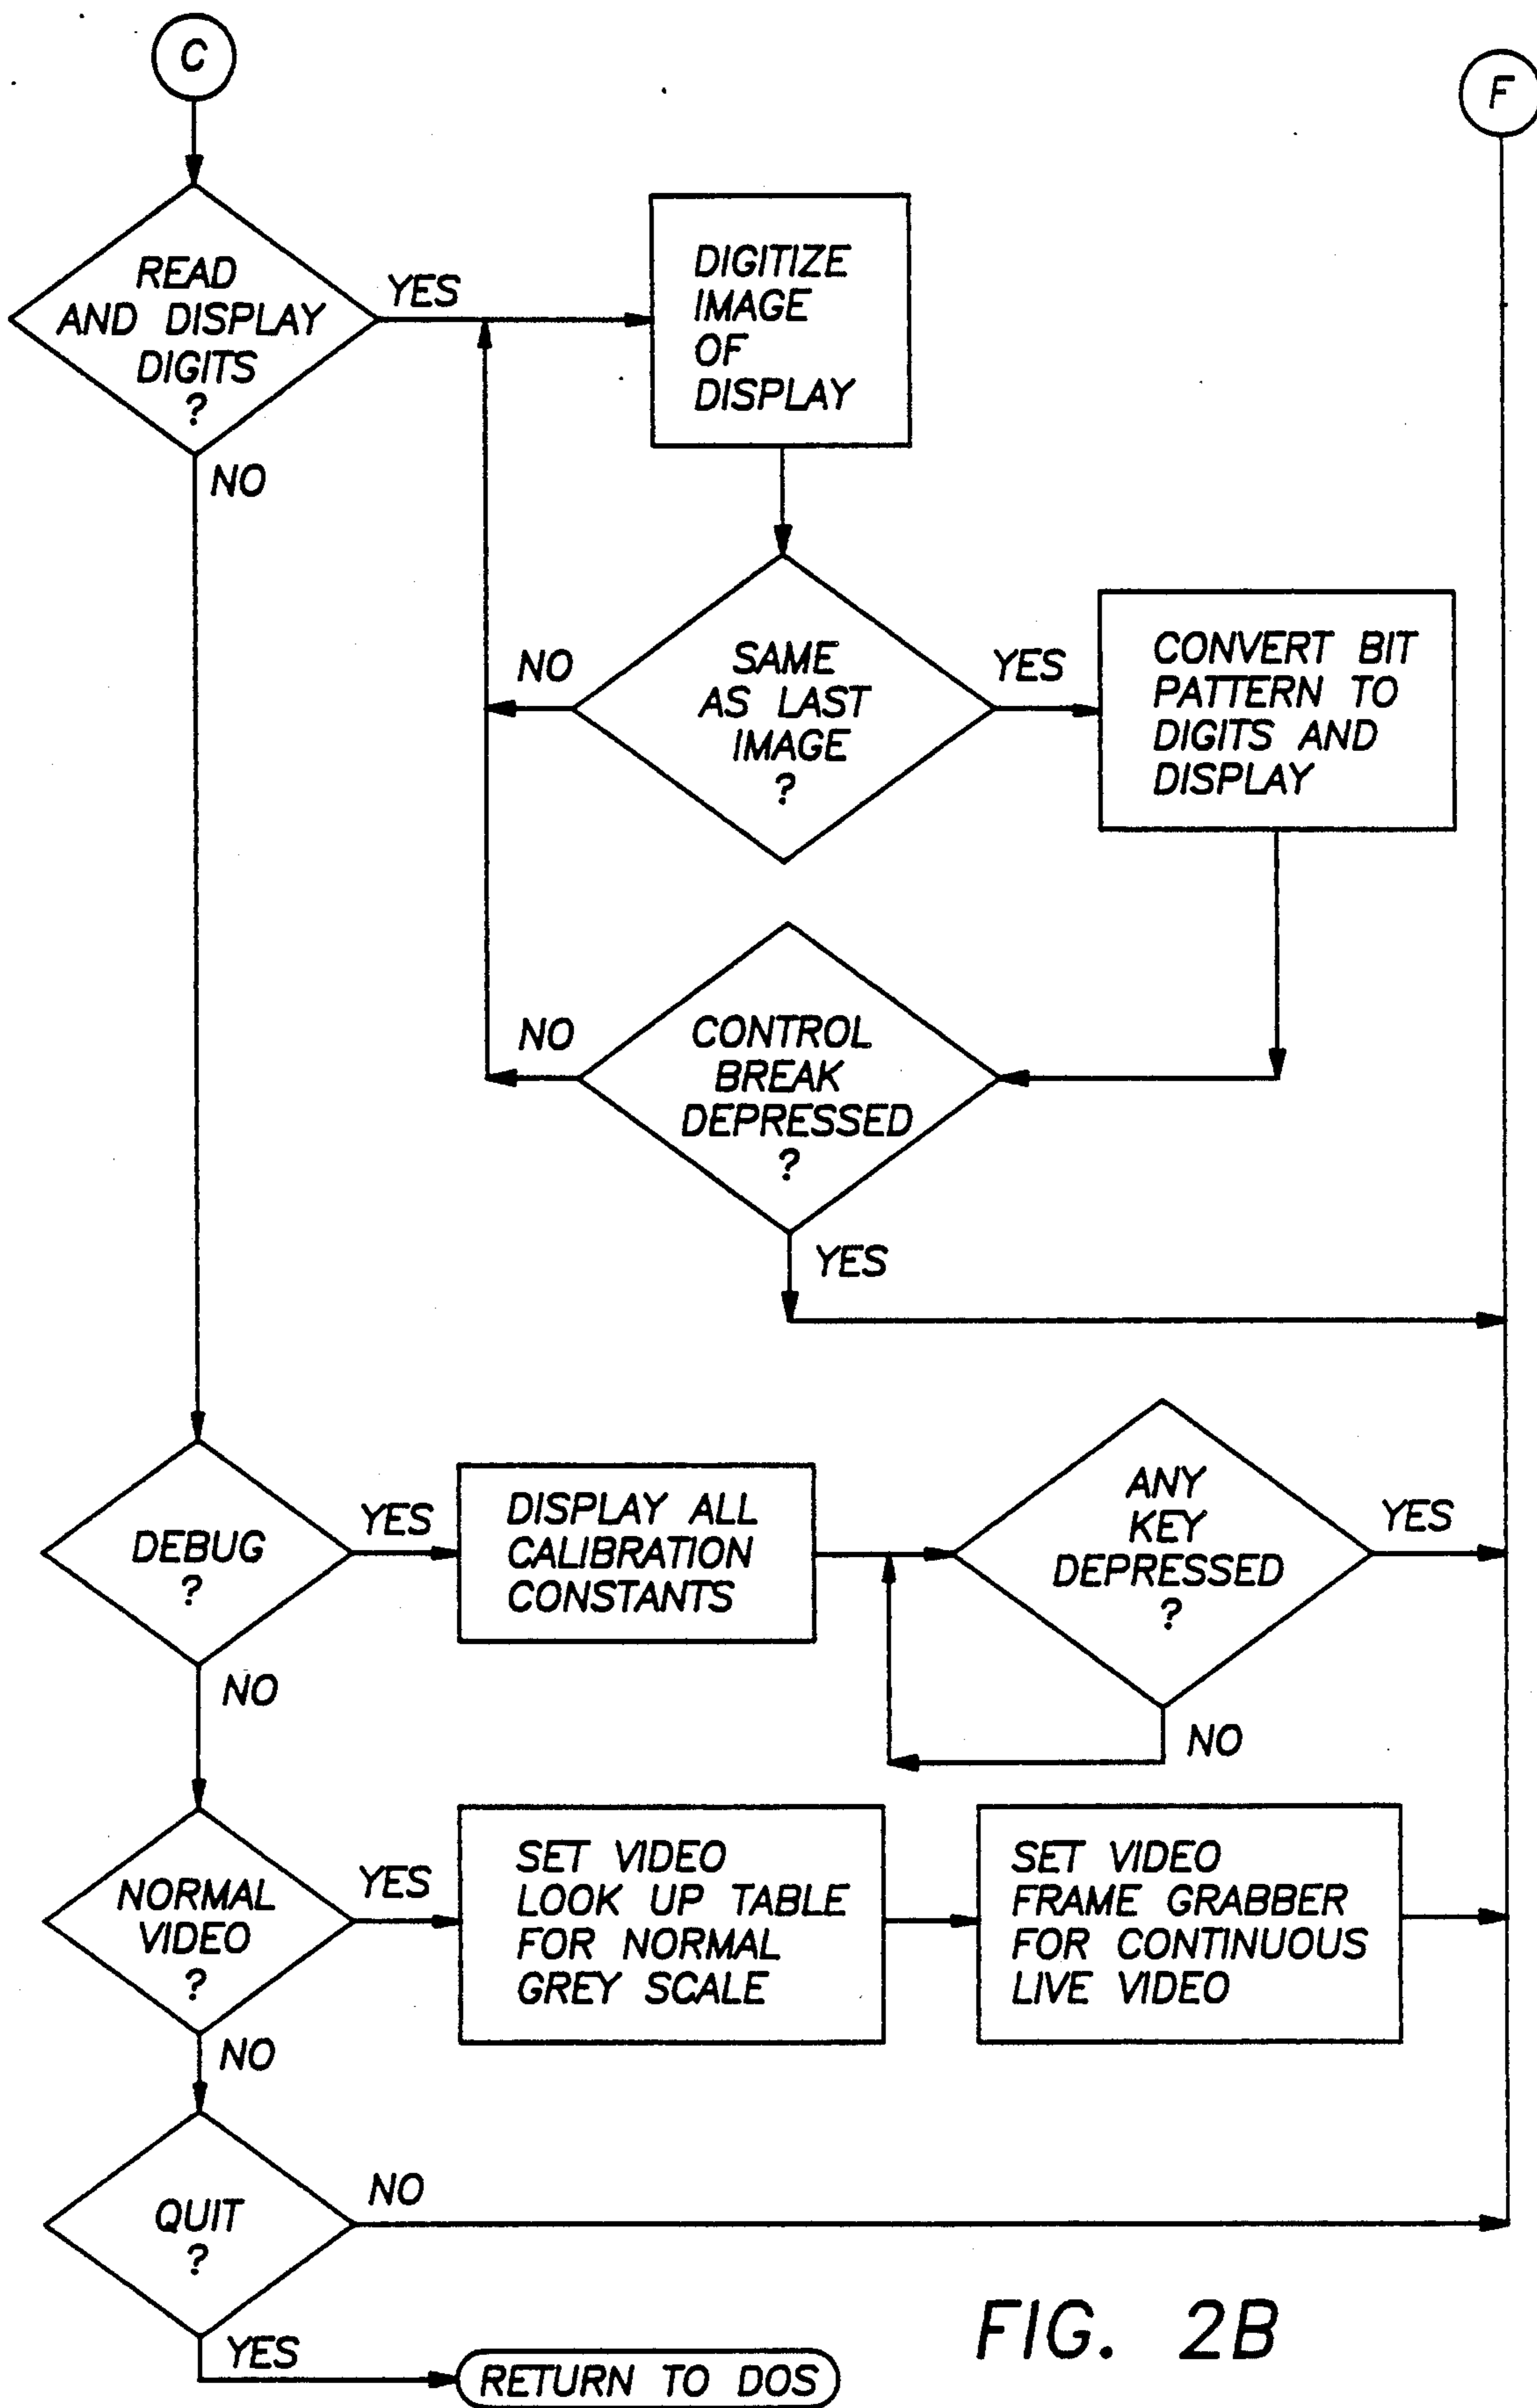 C
F
READ
AND DISPLAY
DIGITS
?
YES
NO
DIGITIZE
IMAGE
OF
DISPLAY
SAME
AS LAST
IMAGE
?
NO
YES
CONVERT BIT
PATTERN TO
DIGITS AND
DISPLAY
CONTROL
BREAK
DEPRESSED
?
NO
YES
DEBUG
?
YES
NO
DISPLAY ALL
CALIBRATION
CONSTANTS
ANY
KEY
DEPRESSED
?
YES
NO
NORMAL
VIDEO
?
YES
NO
SET VIDEO
LOOK UP TABLE
FOR NORMAL
GREY SCALE
SET VIDEO
FRAME GRABBER
FOR CONTINUOUS
LIVE VIDEO
QUIT
?
NO
YES
RETURN TO DOS
FIG. 2B